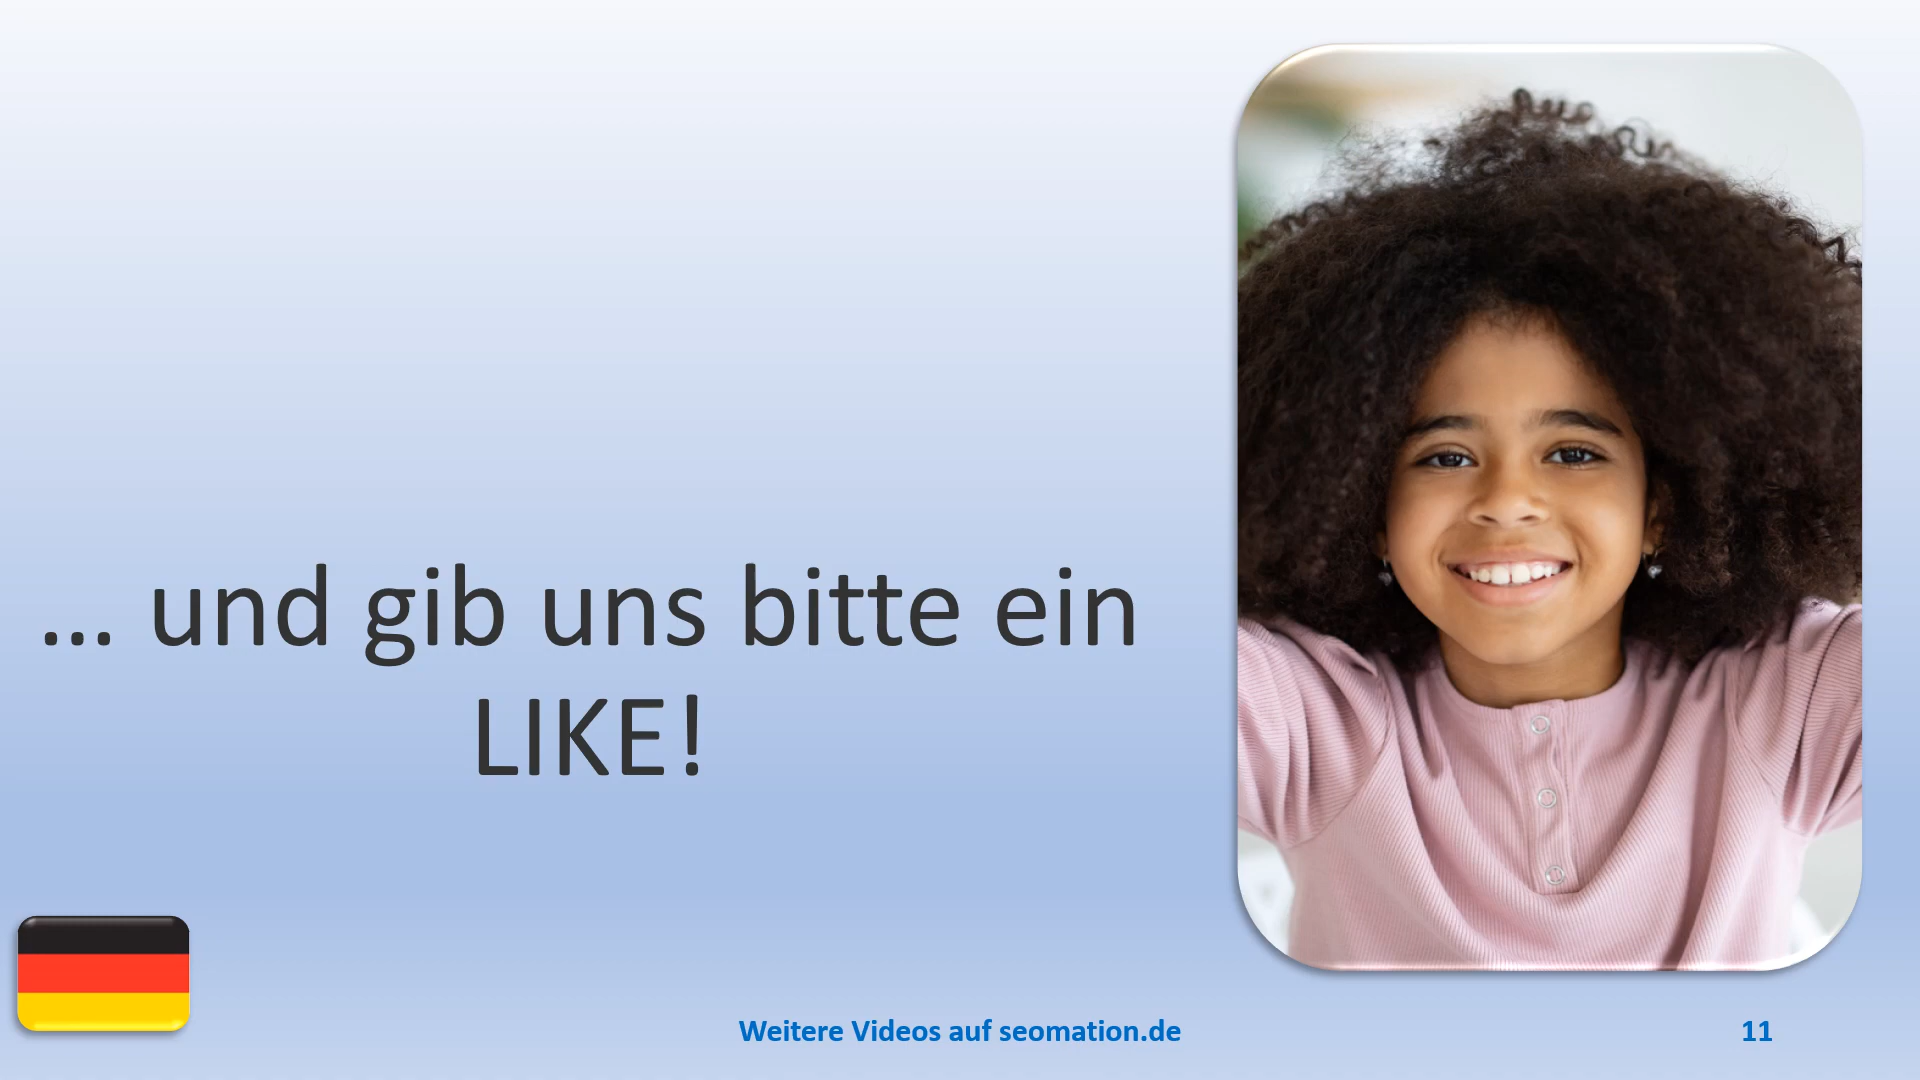 ... und gib uns bitte ein
LIKE!
Weitere Videos auf seomation.de
11